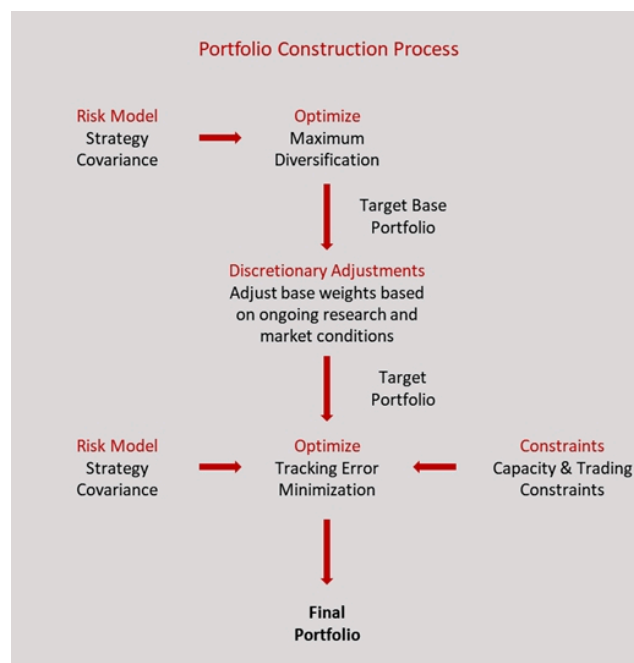 Portfolio Construction Process
Risk Model
Strategy
Covariance
Optimize
Maximum
Diversification
Target Base
Portfolio
Discretionary Adjustments
Adjust base weights based
on ongoing research and
market conditions
Target
Portfolio
Risk Model
Strategy
Covariance
Optimize
Tracking Error
Minimization
Constraints
Capacity & Trading
Constraints
Final
Portfolio